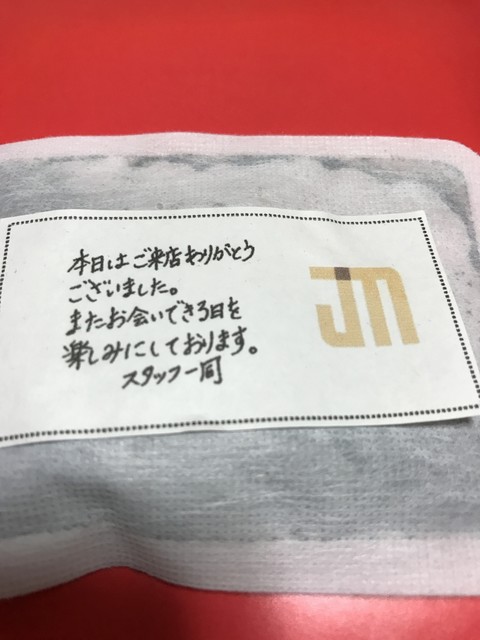 本日はご来店ありがとう
ございました。
またお会いできる日を
楽しみにしております。
スタッフ一同
JM